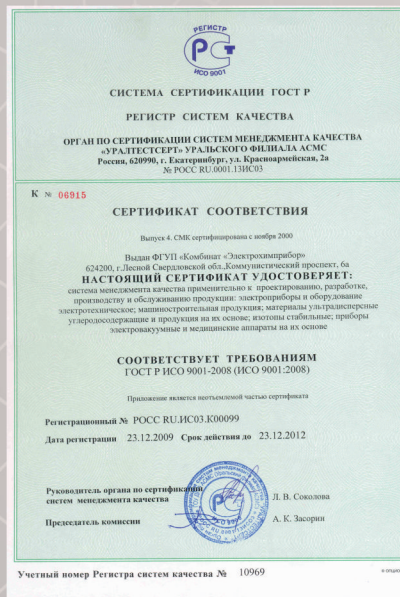 РЕГИСТР
РСТ
ИСО 9001
СИСТЕМА СЕРТИФИКАЦИИ ГОСТ Р
РЕГИСТР СИСТЕМ КАЧЕСТВА
ОРГАН ПО СЕРТИФИКАЦИИ СИСТЕМ МЕНЕДЖМЕНТА КАЧЕСТВА
«УРАЛТЕСТСЕРТ» УРАЛЬСКОГО ФИЛИАЛА АСМС
Россия, 620990, г. Екатеринбург, ул. Красноармейская, 2а
№ РОСС RU.0001.13ИС03
К № 06915
СЕРТИФИКАТ СООТВЕТСТВИЯ
Выпуск 4. СМК сертифицирована с ноября 2000
Выдан ФГУП «Комбинат «Электрохимприбор»
624200, г.Лесной Свердловской обл.,Коммунистический проспект, 6а
НАСТОЯЩИЙ СЕРТИФИКАТ УДОСТОВЕРЯЕТ:
система менеджмента качества применительно к проектированию, разработке,
производству и обслуживанию продукции: электроприборы и оборудование
электротехническое; машиностроительная продукция; материалы ультрадисперсные
углеродосодержащие и продукция на их основе; изотопы стабильные; приборы
электровакуумные и медицинские аппараты на их основе
СООТВЕТСТВУЕТ ТРЕБОВАНИЯМ
ГОСТ Р ИСО 9001-2008 (ИСО 9001:2008)
Приложение является неотъемлемой частью сертификата
Регистрационный № РОСС RU.ИС03.К00099
Дата регистрации 23.12.2009 Срок действия до 23.12.2012
Руководитель органа по сертификации
систем менеджмента качества
Л. В. Соколова
Председатель комиссии
А. К. Засорин
Учетный номер Регистра систем качества № 10969